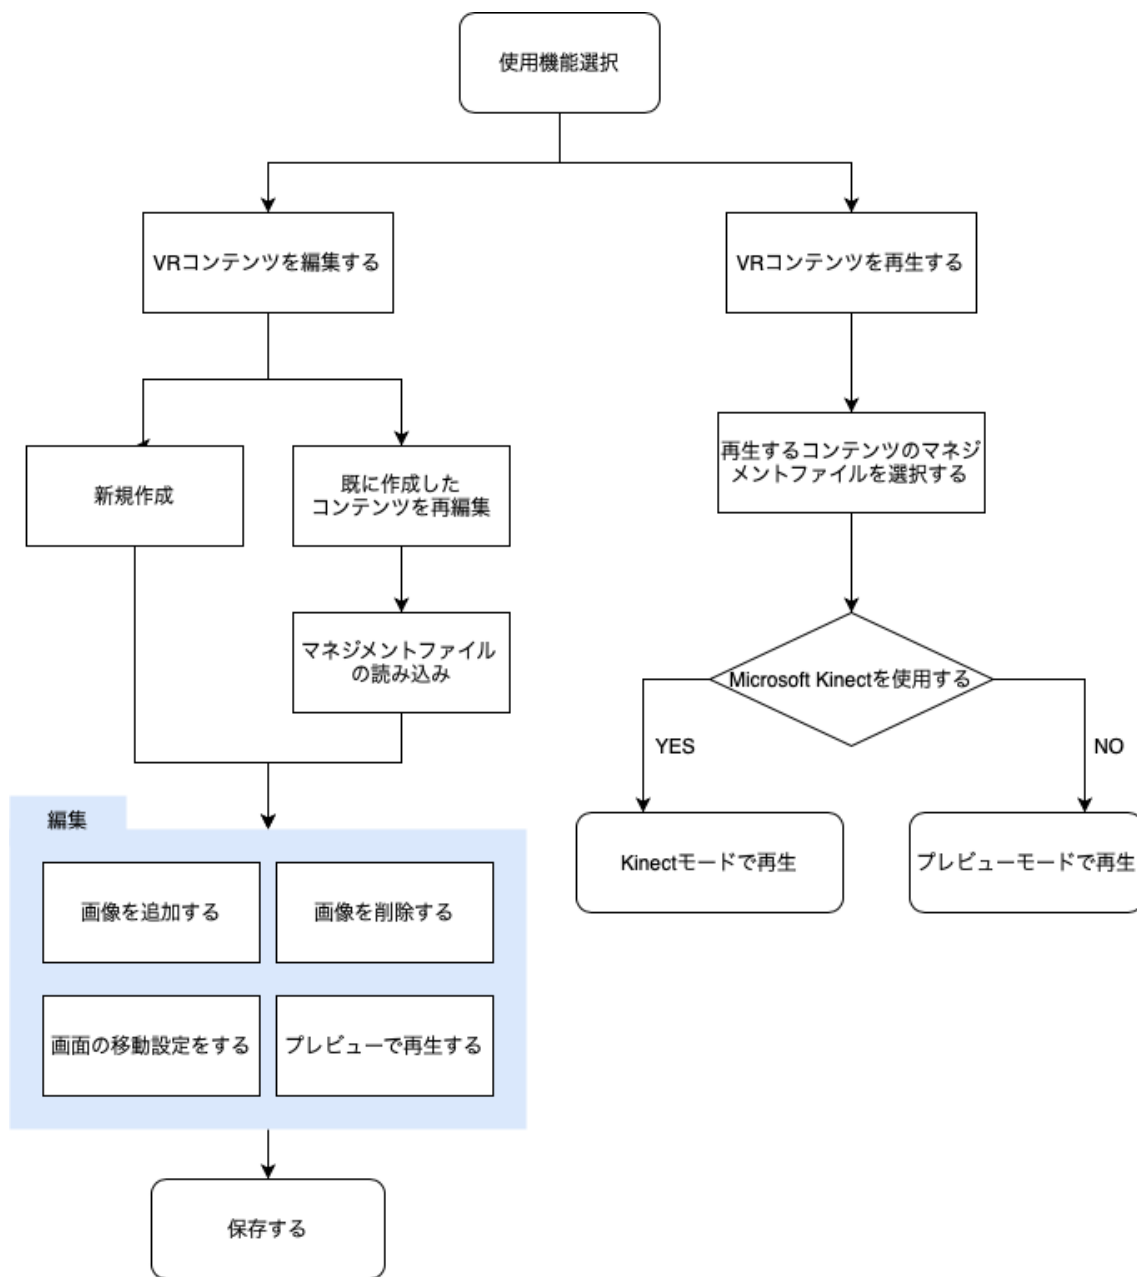 使用機能選択
VRコンテンツを編集する
VRコンテンツを再生する
新規作成
既に作成した
コンテンツを再編集
再生するコンテンツのマネジ
メントファイルを選択する
マネジメントファイル
の読み込み
Microsoft Kinectを使用する
YES
NO
編集
Kinectモードで再生
プレビューモードで再生
画像を追加する
画像を削除する
画面の移動設定をする
プレビューで再生する
保存する